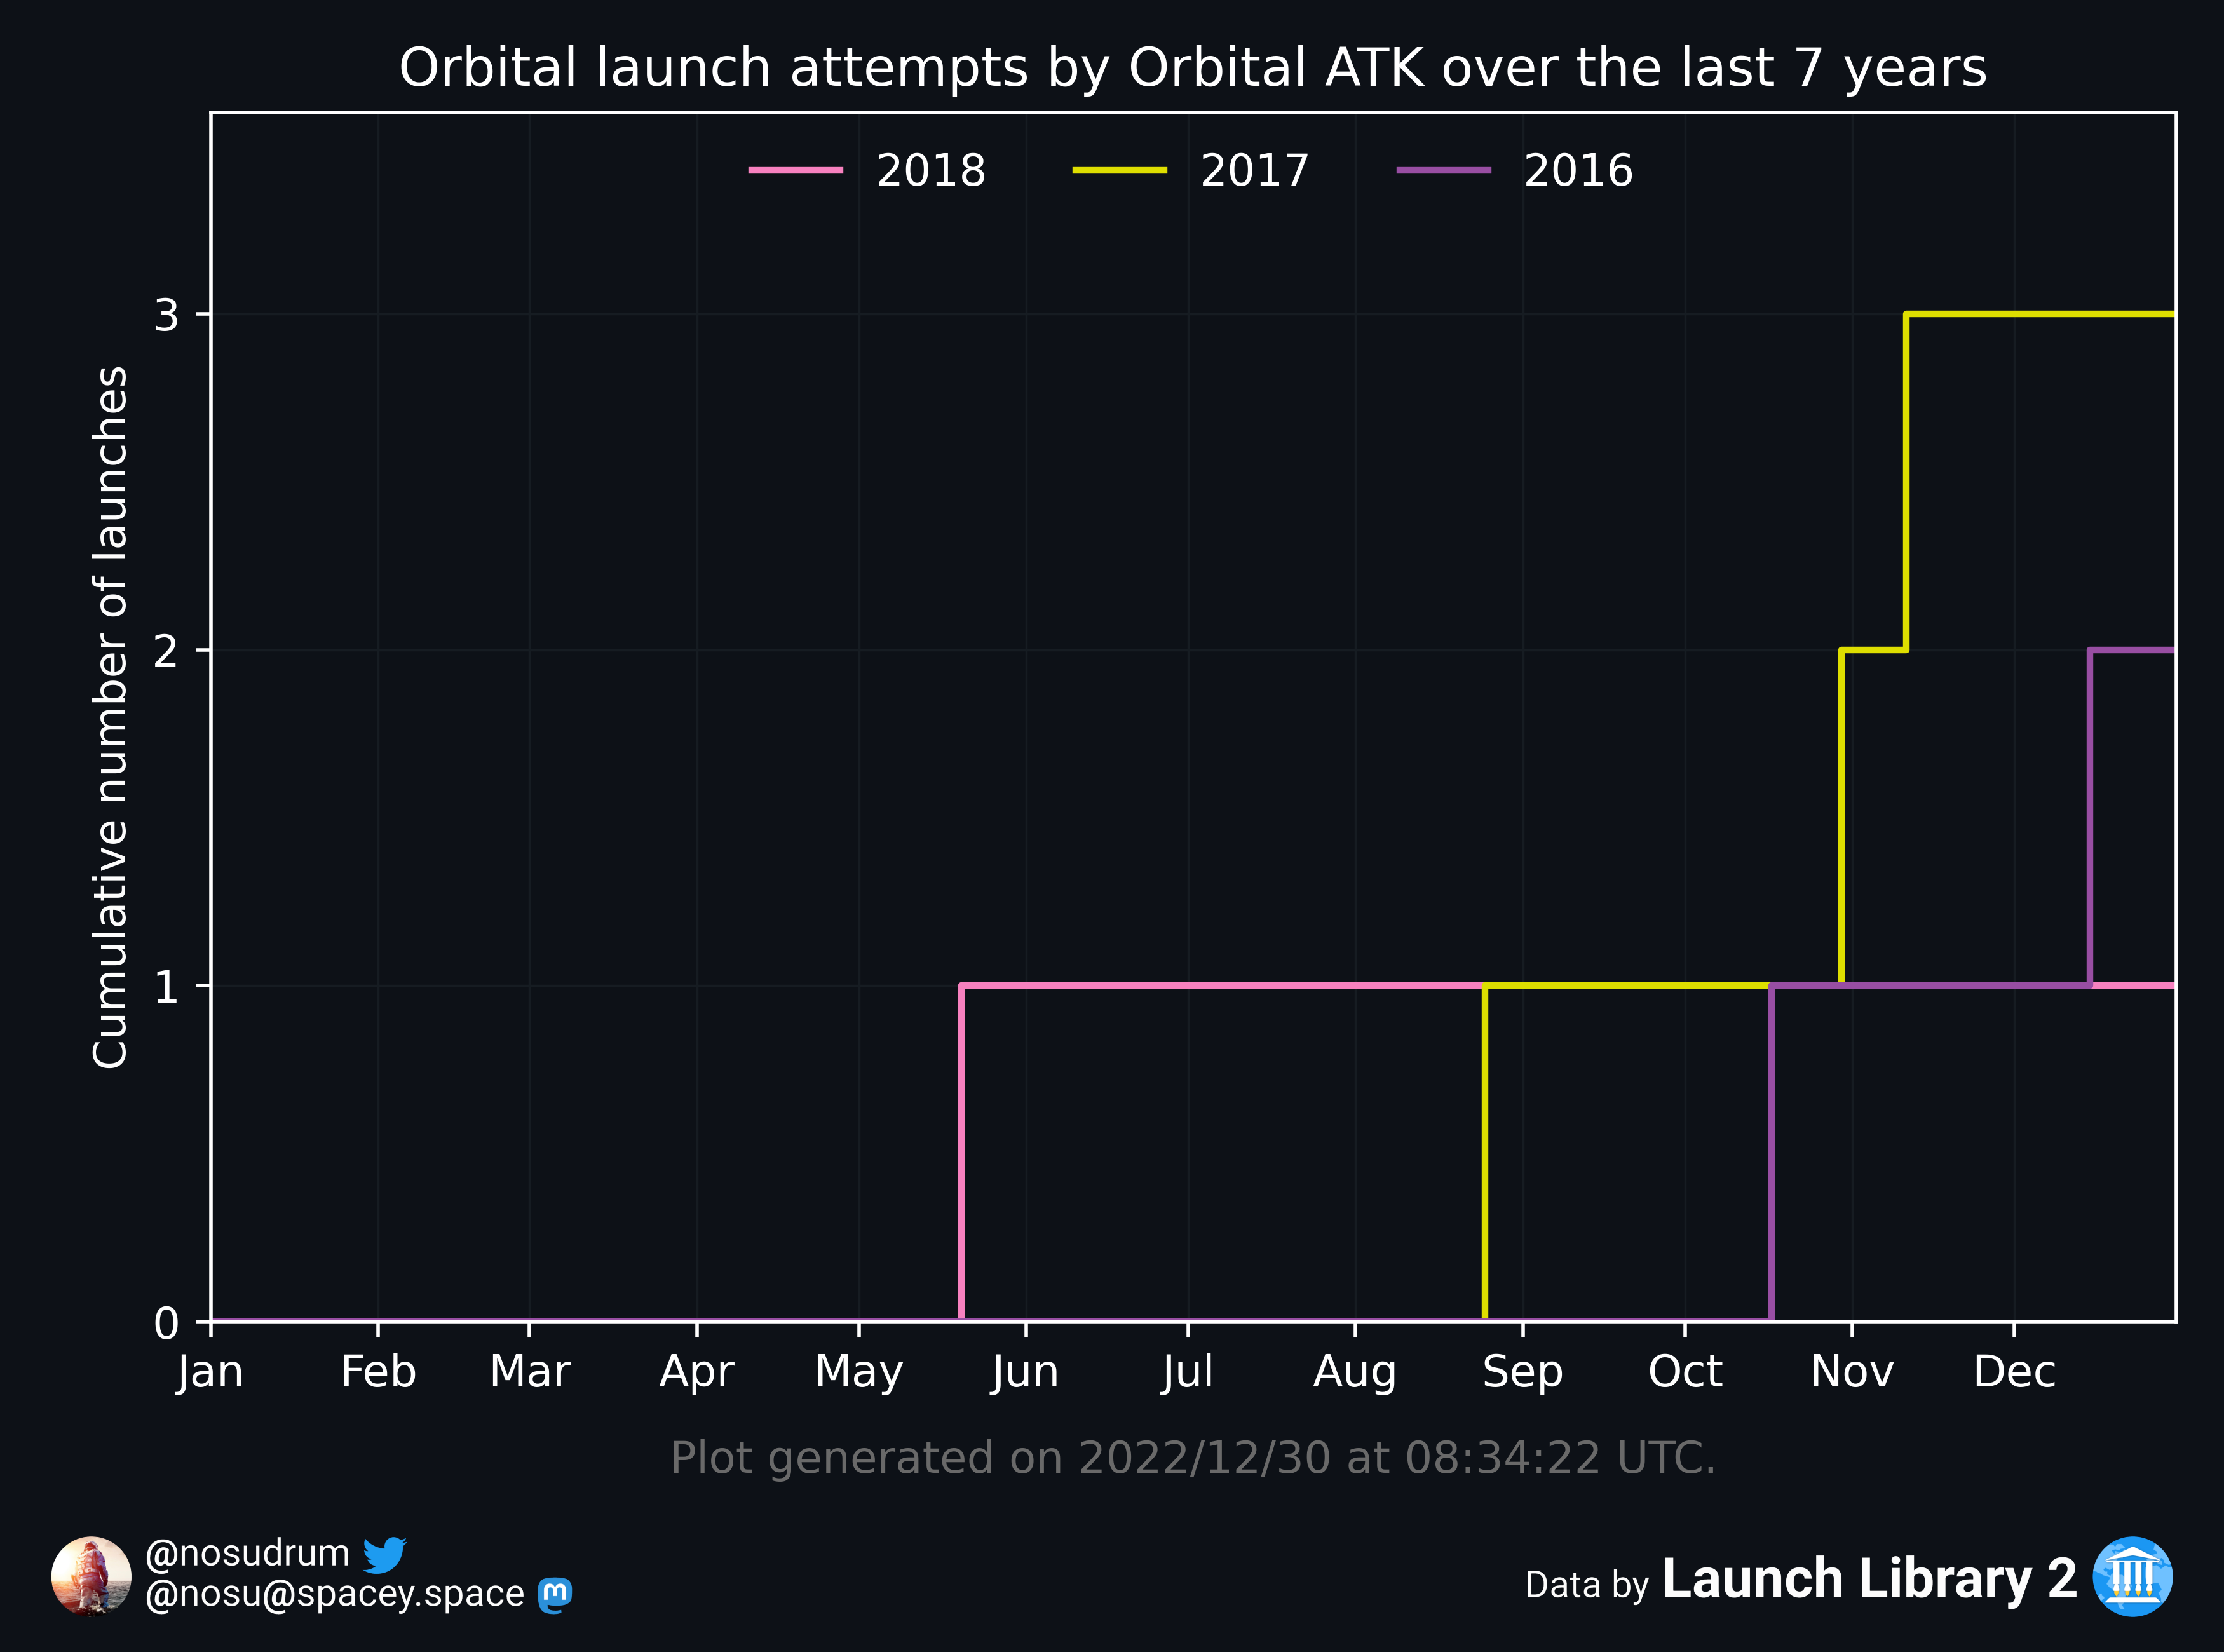 Orbital launch attempts by Orbital ATK over the last 7 years
2018 2017 2016
3
2
1
0
Cumulative number of launches
Jan Feb Mar Apr May Jun Jul Aug Sep Oct Nov Dec
Plot generated on 2022/12/30 at 08:34:22 UTC.
@nosudrum
@nosu@spacey.space
Data by Launch Library 2